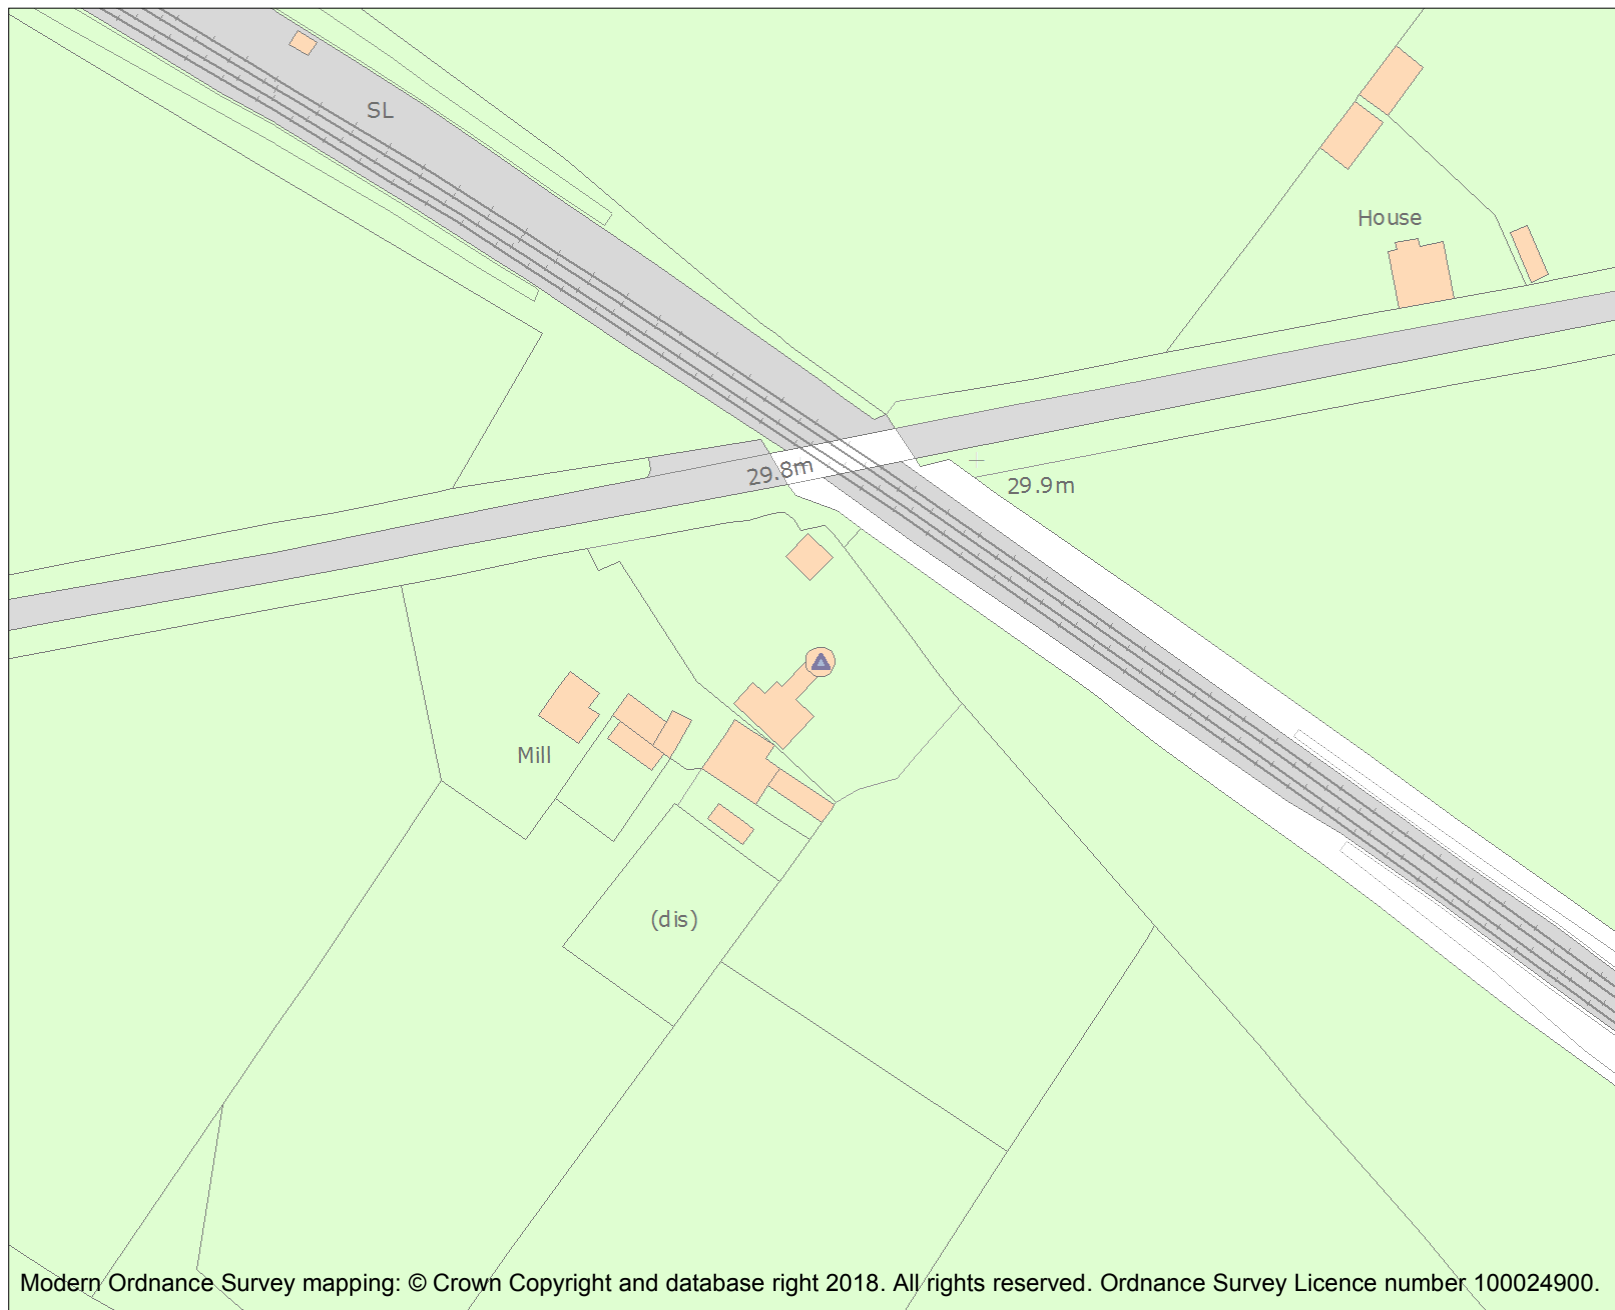 SL
House
29.8m
29.9m
Mill
(dis)
Modern Ordnance Survey mapping: © Crown Copyright and database right 2018. All rights reserved. Ordnance Survey Licence number 100024900.